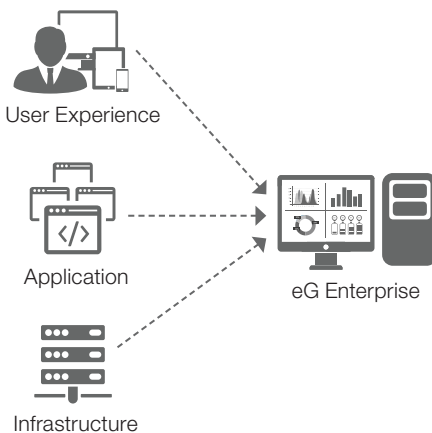 User Experience
</>
Application
eG Enterprise
Infrastructure